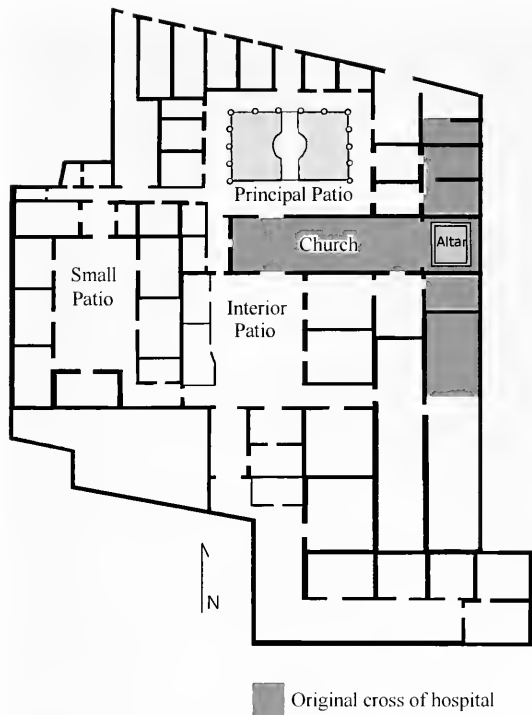 Principal Patio
Church
Altar
Small
Patio
Interior
Patio
N
Original cross of hospital